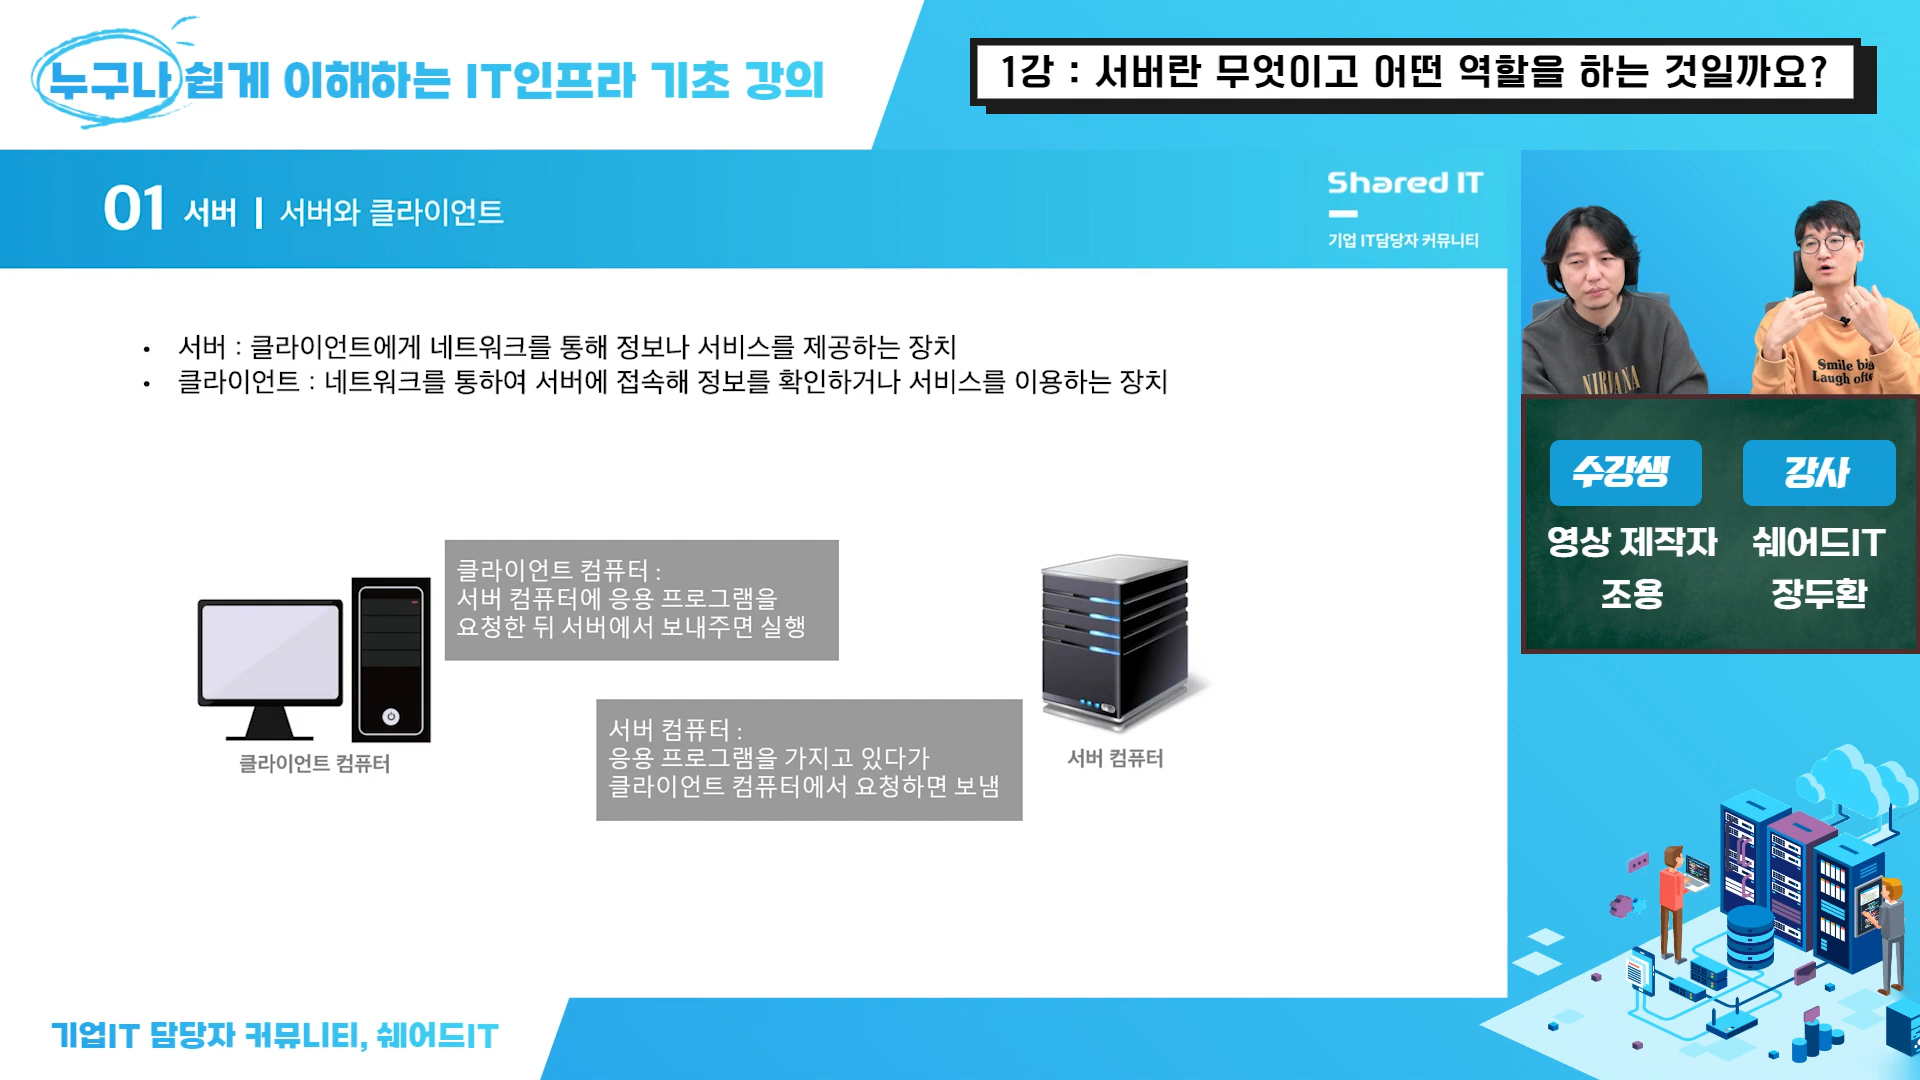 누구나 쉽게 이해하는 IT인프라 기초 강의
1강 : 서버란 무엇이고 어떤 역할을 하는 것일까요?
01 서버 | 서버와 클라이언트
Shared IT
기업 IT담당자 커뮤니티
• 서버 : 클라이언트에게 네트워크를 통해 정보나 서비스를 제공하는 장치
• 클라이언트 : 네트워크를 통하여 서버에 접속해 정보를 확인하거나 서비스를 이용하는 장치
클라이언트 컴퓨터 :
서버 컴퓨터에 응용 프로그램을
요청한 뒤 서버에서 보내주면 실행
서버 컴퓨터 :
응용 프로그램을 가지고 있다가
클라이언트 컴퓨터에서 요청하면 보냄
클라이언트 컴퓨터
서버 컴퓨터
NIRVANA
Smile big
Laugh ofte
수강생
강사
영상 제작자
조용
쉐어드IT
장두환
기업IT 담당자 커뮤니티, 쉐어드IT